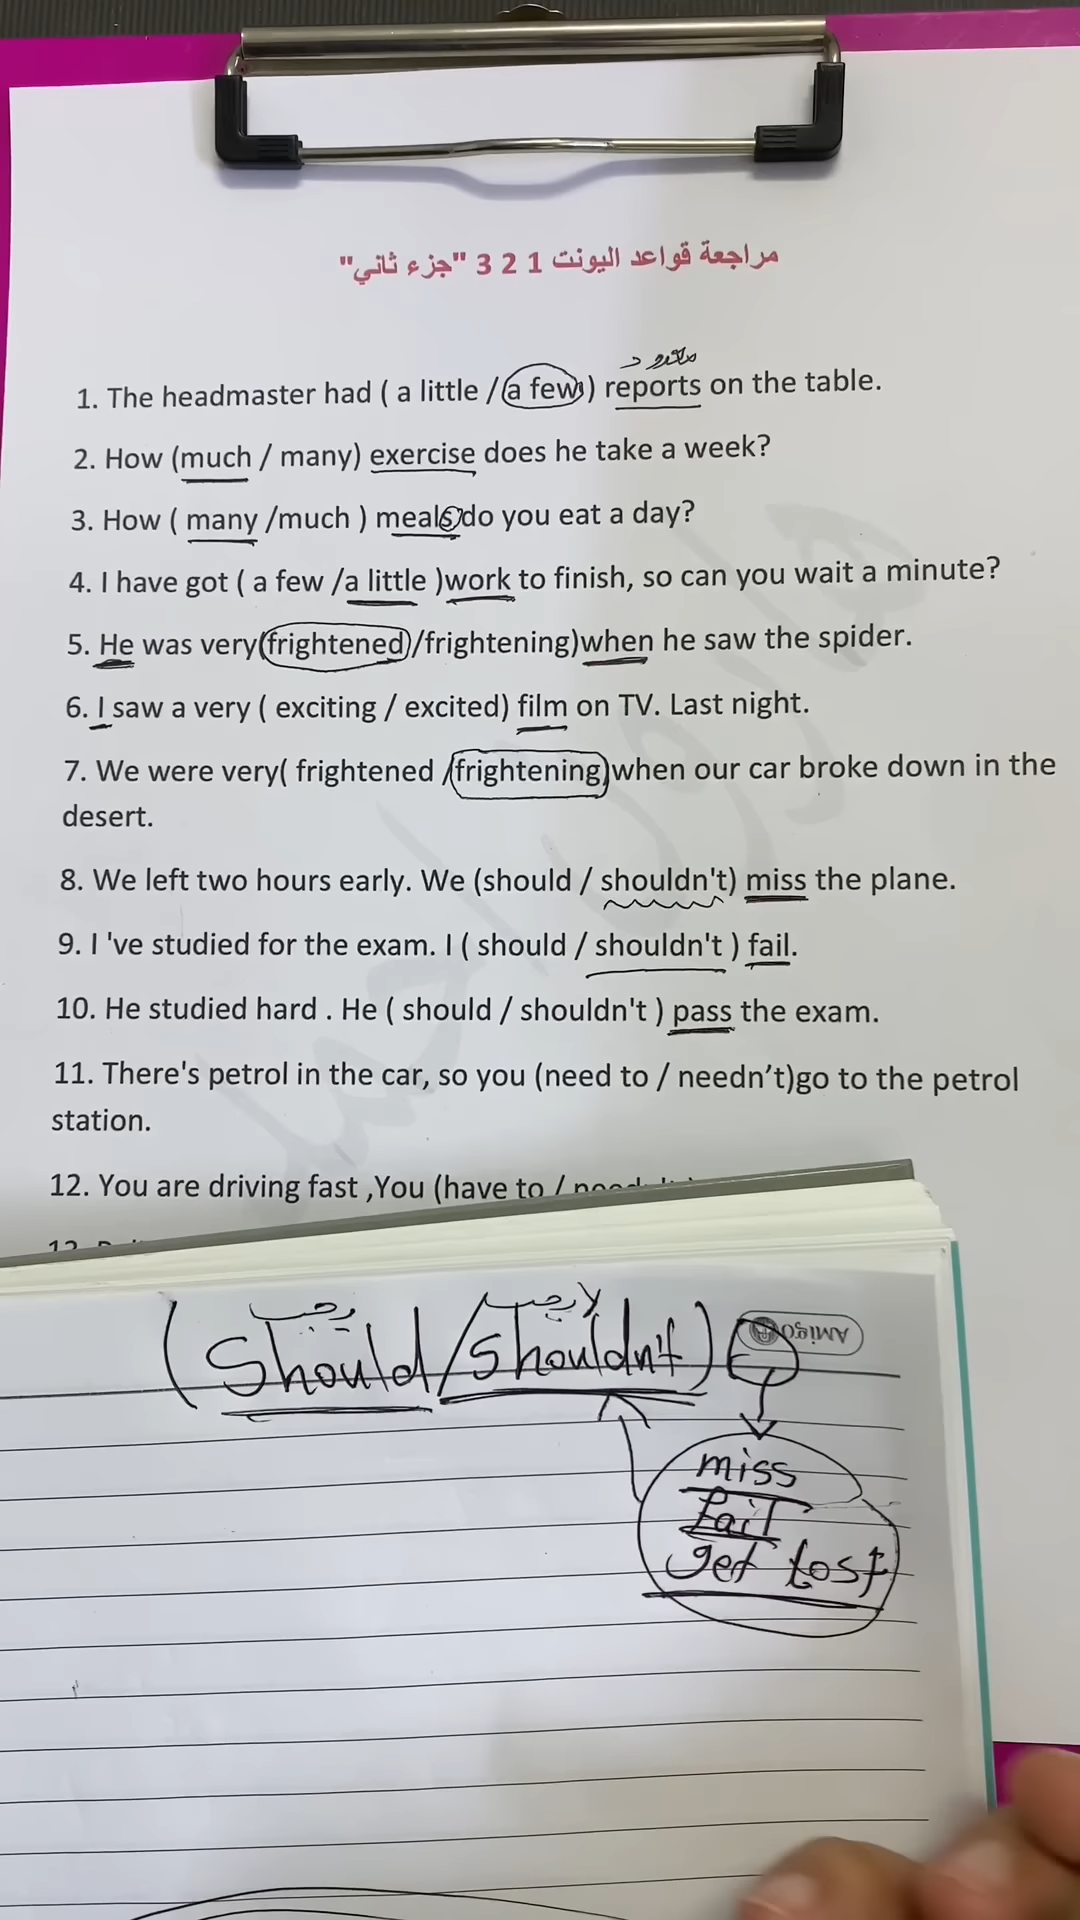 مراجعة قواعد اليونت 1 2 3 "جزء ثاني"
1. The headmaster had ( a little / a few ) reports on the table.
2. How (much / many) exercise does he take a week?
3. How ( many /much ) meals do you eat a day?
4. I have got ( a few /a little )work to finish, so can you wait a minute?
5. He was very(frightened /frightening)when he saw the spider.
6. I saw a very ( exciting / excited) film on TV. Last night.
7. We were very( frightened /frightening)when our car broke down in the
desert.
8. We left two hours early. We (should / shouldn't) miss the plane.
9. I 've studied for the exam. I ( should / shouldn't ) fail.
10. He studied hard . He ( should / shouldn't ) pass the exam.
11. There's petrol in the car, so you (need to / needn't)go to the petrol
station.
12. You are driving fast ,You (have to /
يجب لا يجب
(should/shouldn't)
AMIGO
miss
fail
get lost